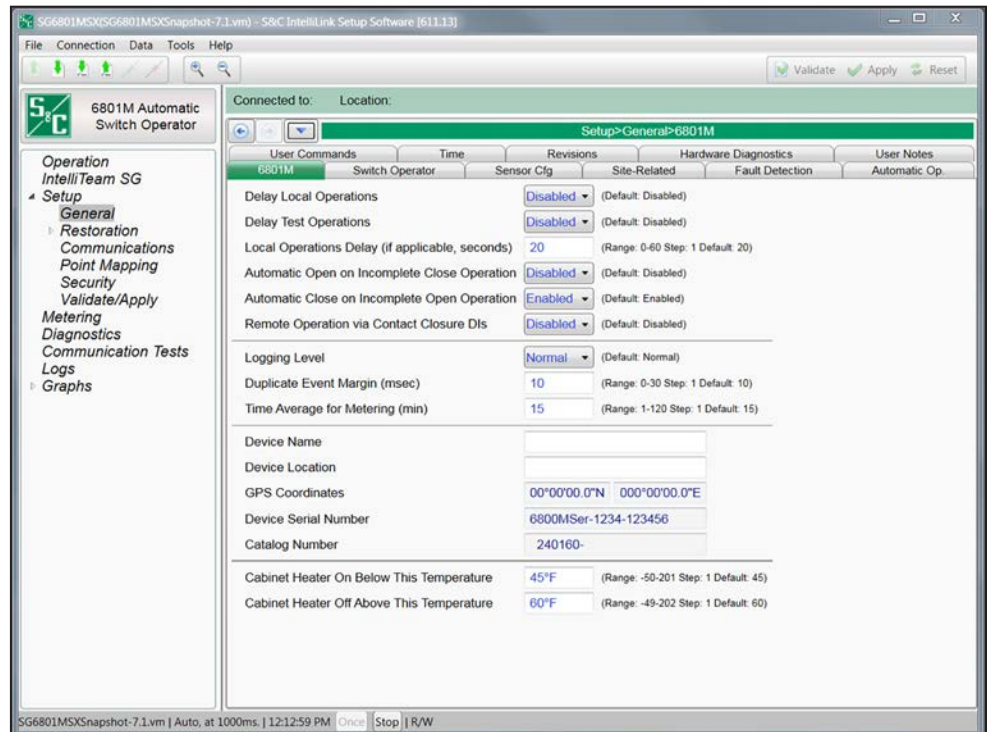 SG6801MSX(SG6801MSXSnapshot-7.1.vm) - S&C IntelliLink Setup Software [611.13]
File Connection Data Tools Help
Validate Apply Reset
S&C
6801M Automatic
Switch Operator
Connected to: Location:
Setup>General>6801M
User Commands Time Revisions Hardware Diagnostics User Notes
6801M Switch Operator Sensor Cfg Site-Related Fault Detection Automatic Op.
Operation
IntelliTeam SG
Setup
General
Restoration
Communications
Point Mapping
Security
Validate/Apply
Metering
Diagnostics
Communication Tests
Logs
Graphs
Delay Local Operations Disabled (Default: Disabled)
Delay Test Operations Disabled (Default: Disabled)
Local Operations Delay (if applicable, seconds) 20 (Range: 0-60 Step: 1 Default: 20)
Automatic Open on Incomplete Close Operation Disabled (Default: Disabled)
Automatic Close on Incomplete Open Operation Enabled (Default: Enabled)
Remote Operation via Contact Closure DIs Disabled (Default: Disabled)
Logging Level Normal (Default: Normal)
Duplicate Event Margin (msec) 10 (Range: 0-30 Step: 1 Default: 10)
Time Average for Metering (min) 15 (Range: 1-120 Step: 1 Default: 15)
Device Name
Device Location
GPS Coordinates 00°00'00.0"N 000°00'00.0"E
Device Serial Number 6800MSer-1234-123456
Catalog Number 240160-
Cabinet Heater On Below This Temperature 45°F (Range: -50-201 Step: 1 Default: 45)
Cabinet Heater Off Above This Temperature 60°F (Range: -49-202 Step: 1 Default: 60)
SG6801MSXSnapshot-7.1.vm | Auto, at 1000ms. | 12:12:59 PM Once Stop | R/W